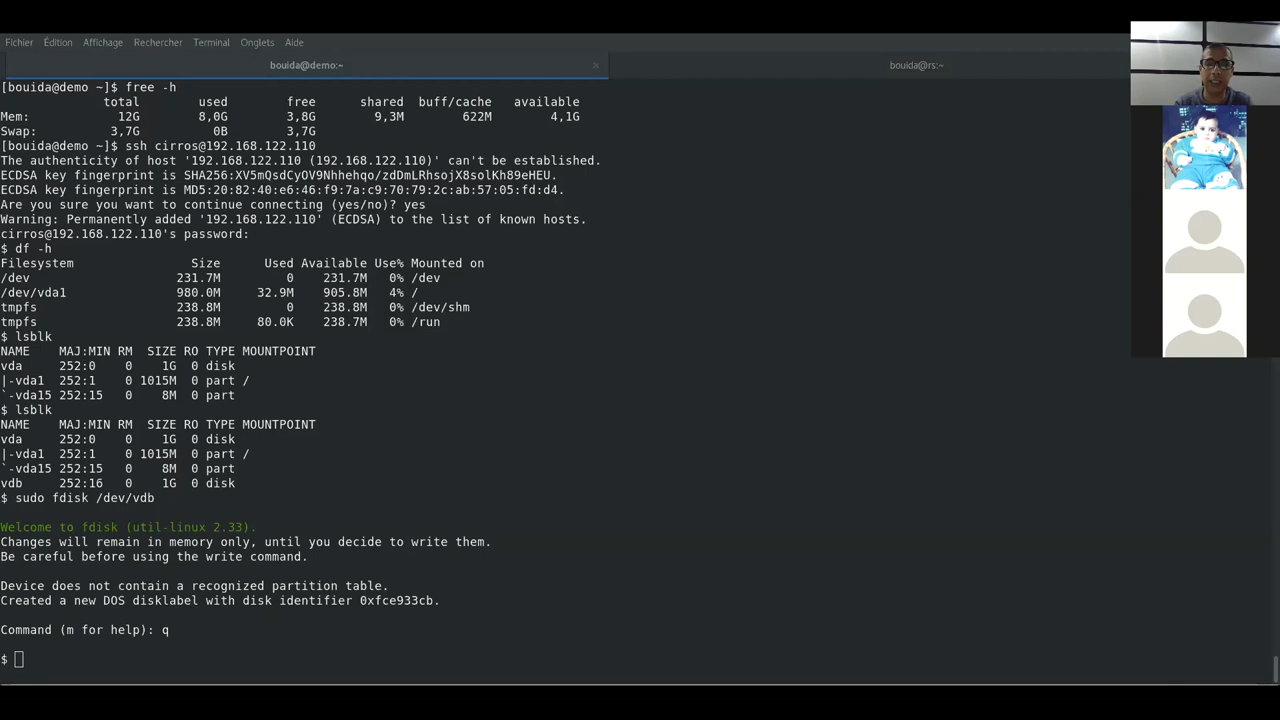 Fichier Édition Affichage Rechercher Terminal Onglets Aide
bouida@demo:~ × bouida@rs:~
[bouida@demo ~]$ free -h
total used free shared buff/cache available
Mem: 12G 8,0G 3,8G 9,3M 622M 4,1G
Swap: 3,7G 0B 3,7G
[bouida@demo ~]$ ssh cirros@192.168.122.110
The authenticity of host '192.168.122.110 (192.168.122.110)' can't be established.
ECDSA key fingerprint is SHA256:XV5mQsdCyOV9Nhhehqo/zdDmLRhsojX8solKh89eHEU.
ECDSA key fingerprint is MD5:20:82:40:e6:46:f9:7a:c9:70:79:2c:ab:57:05:fd:d4.
Are you sure you want to continue connecting (yes/no)? yes
Warning: Permanently added '192.168.122.110' (ECDSA) to the list of known hosts.
cirros@192.168.122.110's password:
$ df -h
Filesystem Size Used Available Use% Mounted on
/dev 231.7M 0 231.7M 0% /dev
/dev/vda1 980.0M 32.9M 905.8M 4% /
tmpfs 238.8M 0 238.8M 0% /dev/shm
tmpfs 238.8M 80.0K 238.7M 0% /run
$ lsblk
NAME MAJ:MIN RM SIZE RO TYPE MOUNTPOINT
vda 252:0 0 1G 0 disk
|-vda1 252:1 0 1015M 0 part /
`-vda15 252:15 0 8M 0 part
$ lsblk
NAME MAJ:MIN RM SIZE RO TYPE MOUNTPOINT
vda 252:0 0 1G 0 disk
|-vda1 252:1 0 1015M 0 part /
`-vda15 252:15 0 8M 0 part
vdb 252:16 0 1G 0 disk
$ sudo fdisk /dev/vdb
Welcome to fdisk (util-linux 2.33).
Changes will remain in memory only, until you decide to write them.
Be careful before using the write command.
Device does not contain a recognized partition table.
Created a new DOS disklabel with disk identifier 0xfce933cb.
Command (m for help): q
$